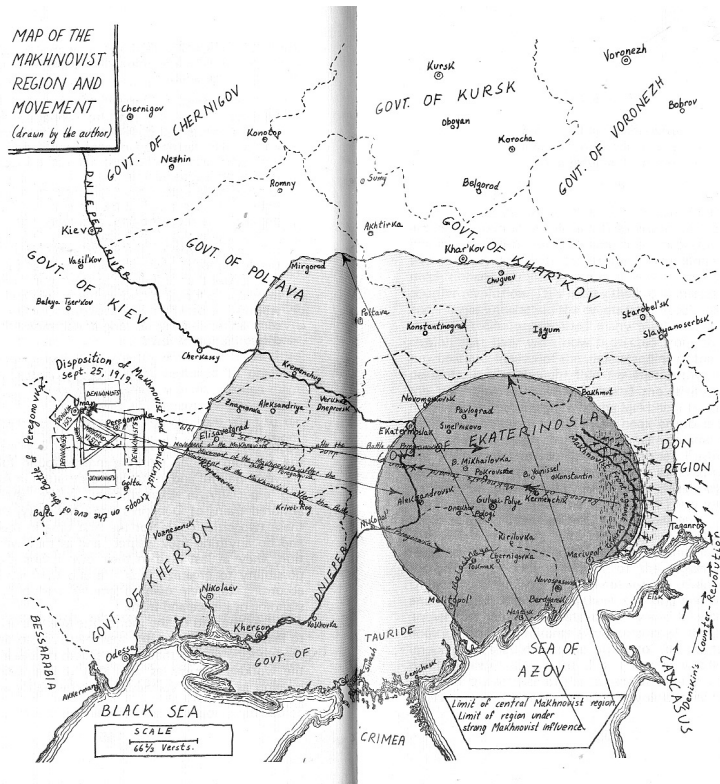 MAP OF THE
MAKHNOVIST
REGION AND
MOVEMENT
(drawn by the author)
Chernigov
GOVT. OF CHERNIGOV
Neshin
Konotop
Romny
Sumy
Akhtirka
Kursk
GOVT. OF KURSK
Oboyan
Korocha
Belgorod
Voronezh
Bobrov
GOVT. OF VORONEZH
DNIEPER RIVER
Kiev
Vasil'kov
GOVT. OF KIEV
Cherkassy
GOVT. OF POLTAVA
Mirgorod
Poltava
GOVT. OF KHAR'KOV
Khar'Kov
Chuguev
Konstantinograd
Izyum
Starobel'sk
Slavyanoserbsk
Disposition of Makhnovist and Denikinist
troops on the eve of the Battle of Peregonovka
Sept. 25, 1919.
DENIKINISTS
DENIKINISTS
Uman
Peregonovka
Golta
Balta
Kremenchug
Znamenka
Aleksandriya
Verkhne
Dneprovsk
Elisavetgrad
Krivoi-Rog
Voznesensk
GOVT. OF KHERSON
Nikolaev
Kherson
Kakhovka
Odessa
Akkerman
BESSARABIA
DNIEPER
Nikopol'
Novomoskovsk
Pavlograd
Sinel'nikovo
Ekaterinoslav
GOVT. OF EKATERINOSLAV
Bakhmut
B. Mikhailovka
Pokrovskoe
B. Yanisel
Konstantin
Kermenchik
Aleksandrovsk
Gulyai-Polye
Pologi
Kirilovka
Chernigovka
Mariupol'
Novospasovka
Berdyansk
Nogaisk
Melitopol'
DON
REGION
Taganrog
Eisk
Denikin's Counter-Revolution
CAUCASUS
GOVT. OF TAURIDE
Genichesk
SEA OF
AZOV
BLACK SEA
CRIMEA
SCALE
66 2/3 Versts.
Limit of central Makhnovist region
Limit of region under
strong Makhnovist influence.